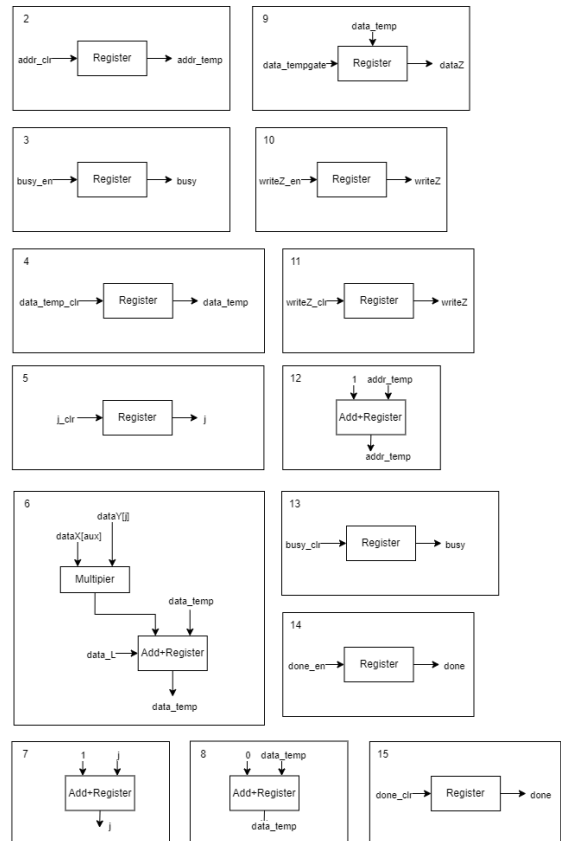 2
addr_clr
Register
addr_temp
9
data_temp
data_tempgate
Register
dataZ
3
busy_en
Register
busy
10
writeZ_en
Register
writeZ
4
data_temp_clr
Register
data_temp
11
writeZ_clr
Register
writeZ
5
j_clr
Register
j
12
1 addr_temp
Add+Register
addr_temp
6
dataY[j]
dataX[aux]
Multipier
data_temp
data_L
Add+Register
data_temp
13
busy_clr
Register
busy
14
done_en
Register
done
7
1 j
Add+Register
j
8
0 data_temp
Add+Register
data_temp
15
done_clr
Register
done